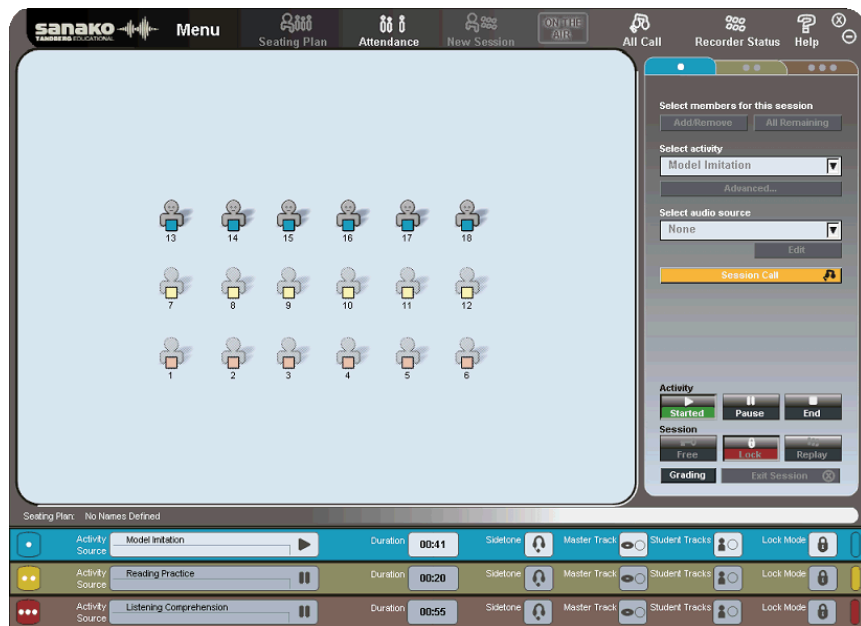 sanako
TANDBERG EDUCATIONAL
Menu
Seating Plan
Attendance
New Session
ON THE
AIR
All Call
Recorder Status
Help
Select members for this session
Add/Remove
All Remaining
Select activity
Model Imitation
Advanced...
Select audio source
None
Edit
Session Call
13 14 15 16 17 18
7 8 9 10 11 12
1 2 3 4 5 6
Activity
Started
Pause
End
Session
Free
Lock
Replay
Grading
Exit Session
Seating Plan: No Names Defined
Activity Model Imitation Duration 00:41 Sidetone Master Track Student Tracks Lock Mode
Source
Activity Reading Practice Duration 00:20 Sidetone Master Track Student Tracks Lock Mode
Source
Activity Listening Comprehension Duration 00:55 Sidetone Master Track Student Tracks Lock Mode
Source